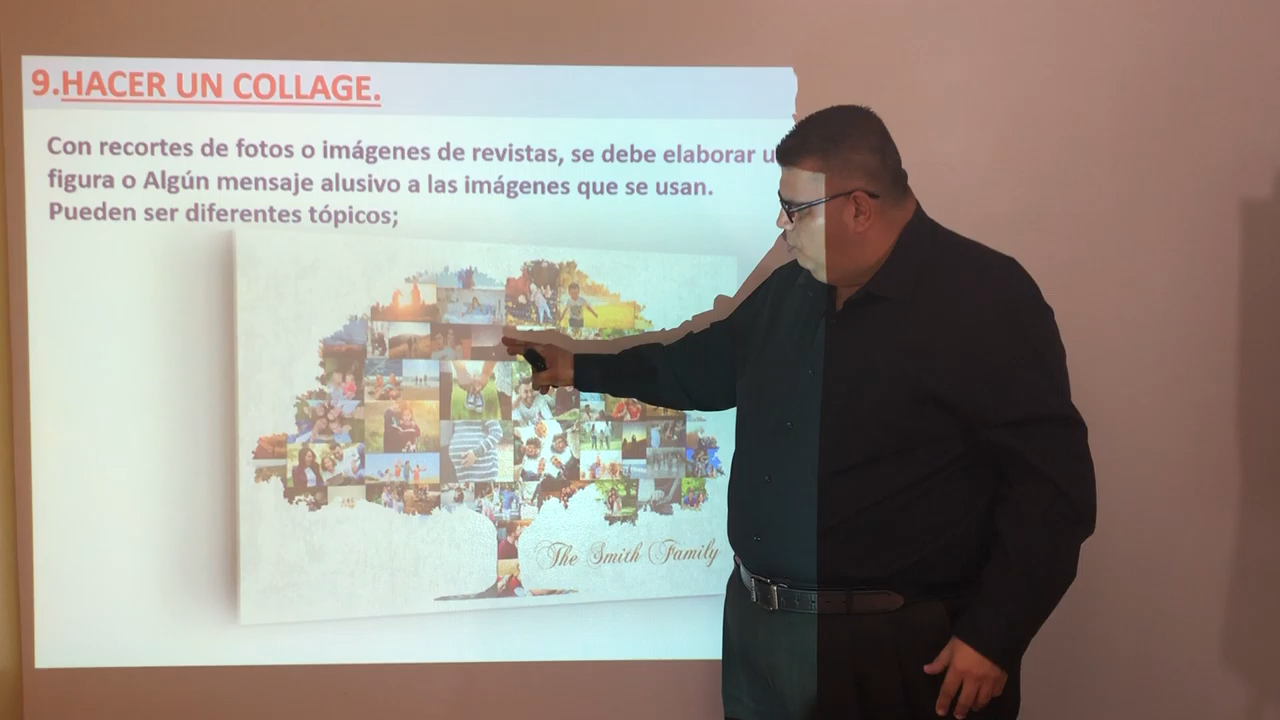 9.HACER UN COLLAGE.
Con recortes de fotos o imágenes de revistas, se debe elaborar
figura o Algún mensaje alusivo a las imágenes que se usan.
Pueden ser diferentes tópicos;
The Smith Family